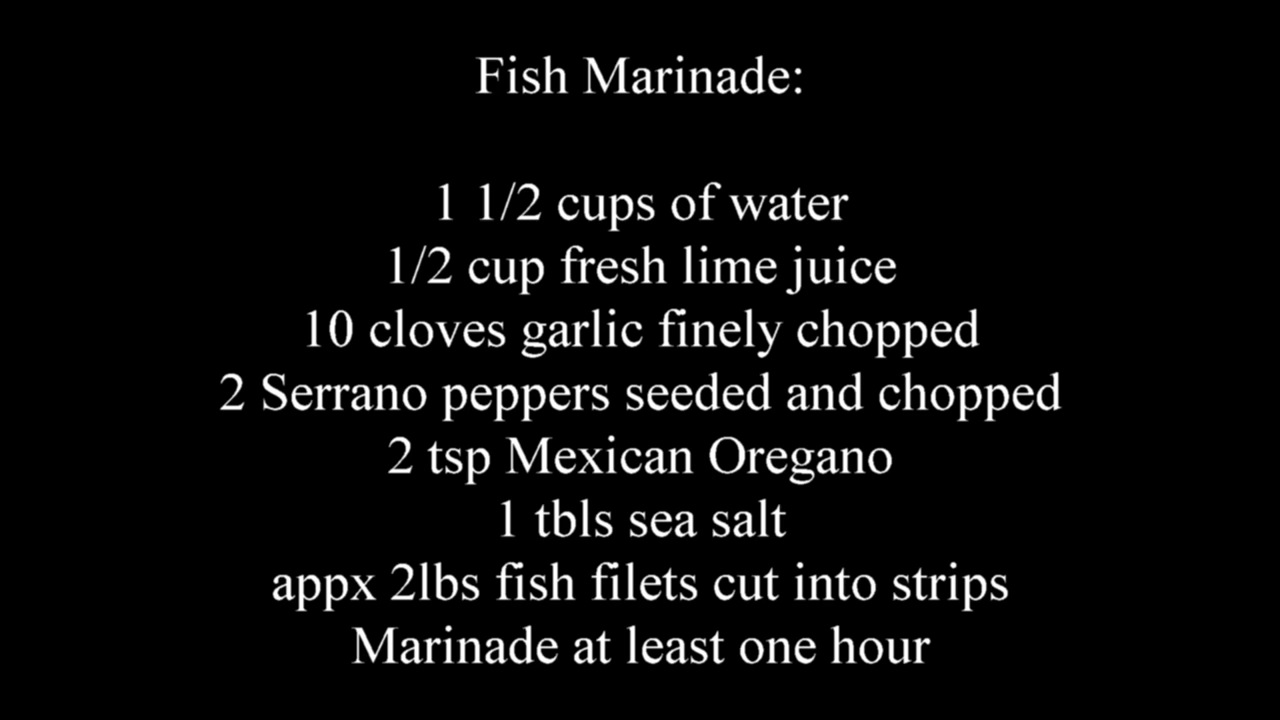 Fish Marinade:
1 1/2 cups of water
1/2 cup fresh lime juice
10 cloves garlic finely chopped
2 Serrano peppers seeded and chopped
2 tsp Mexican Oregano
1 tbls sea salt
appx 2lbs fish filets cut into strips
Marinade at least one hour